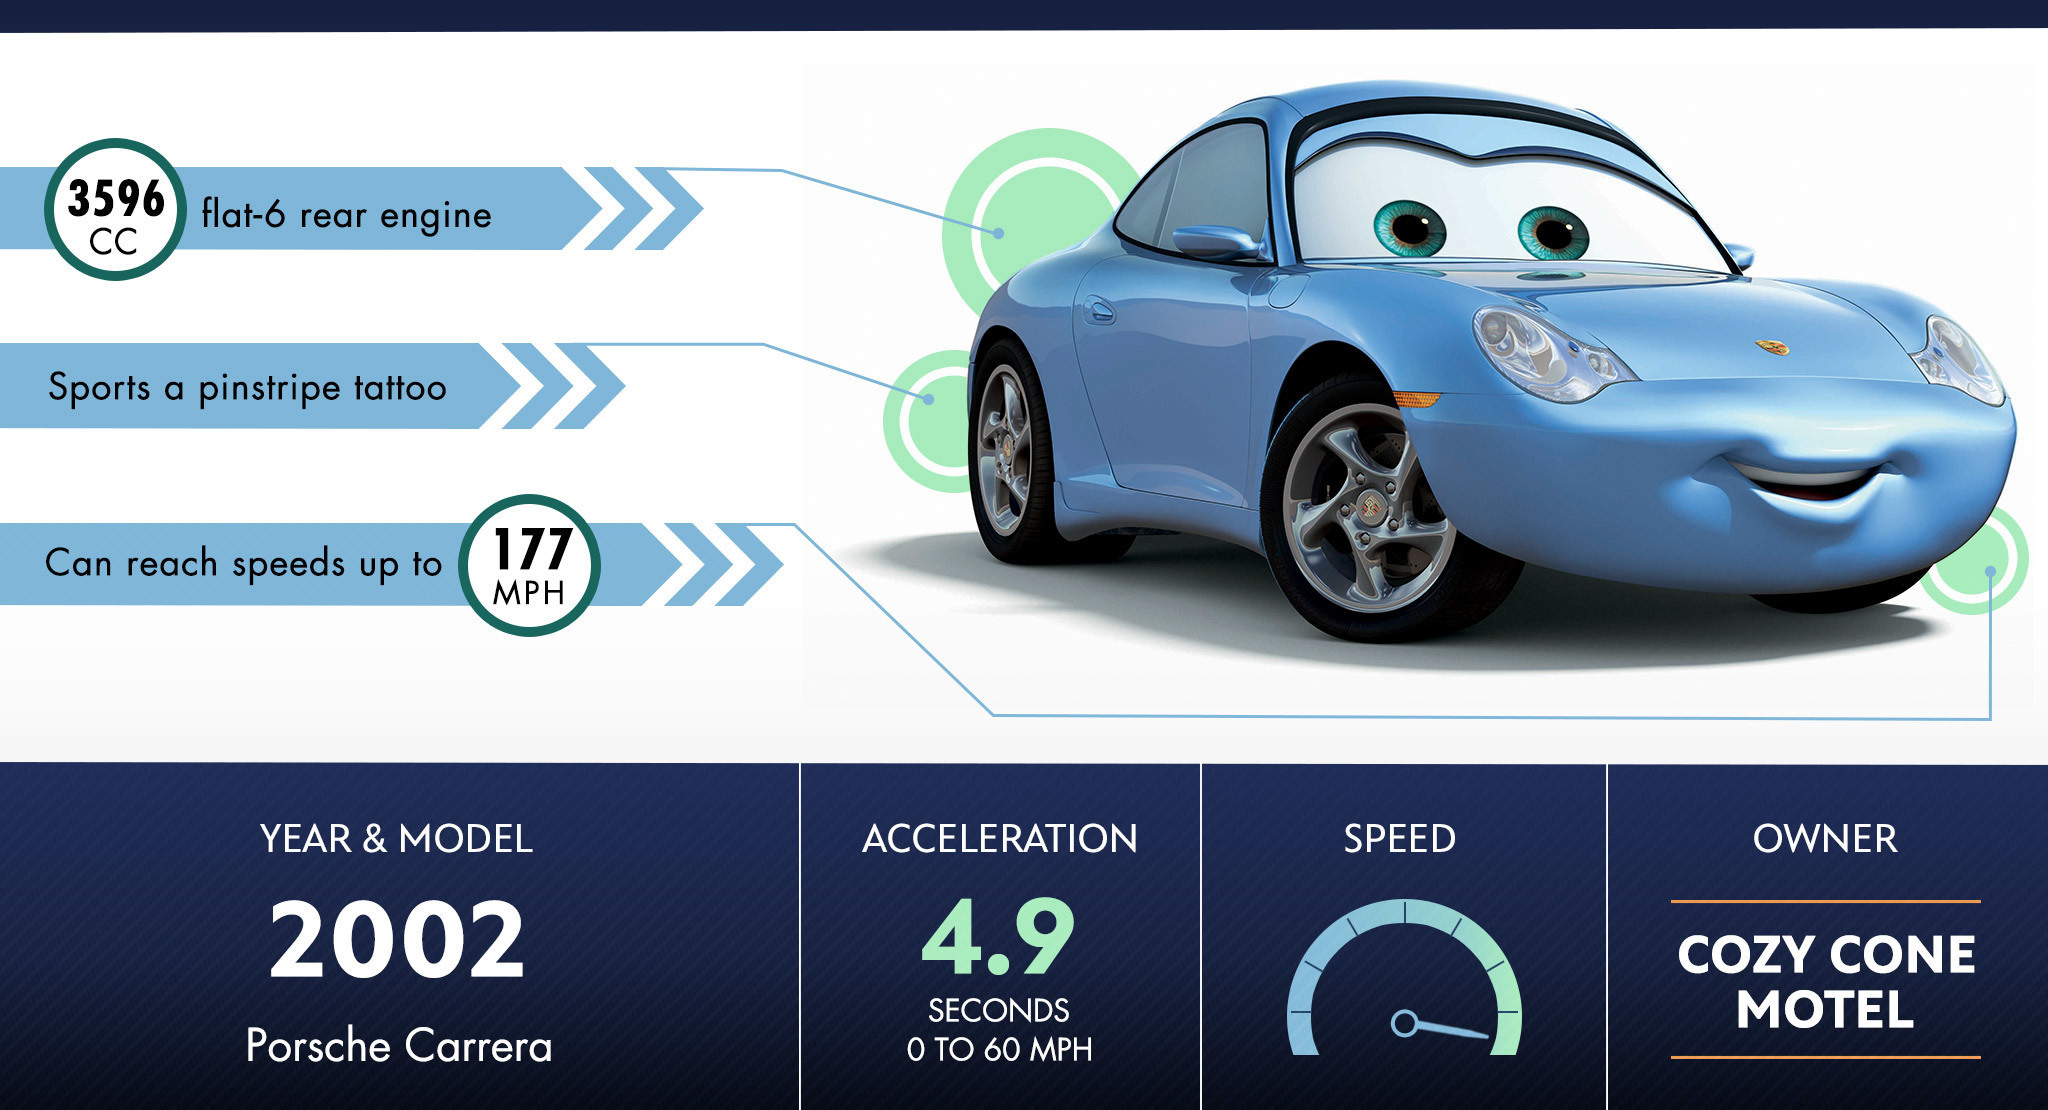 3596
CC
flat-6 rear engine
Sports a pinstripe tattoo
Can reach speeds up to
177
MPH
YEAR & MODEL
2002
Porsche Carrera
ACCELERATION
4.9
SECONDS
0 TO 60 MPH
SPEED
OWNER
COZY CONE
MOTEL